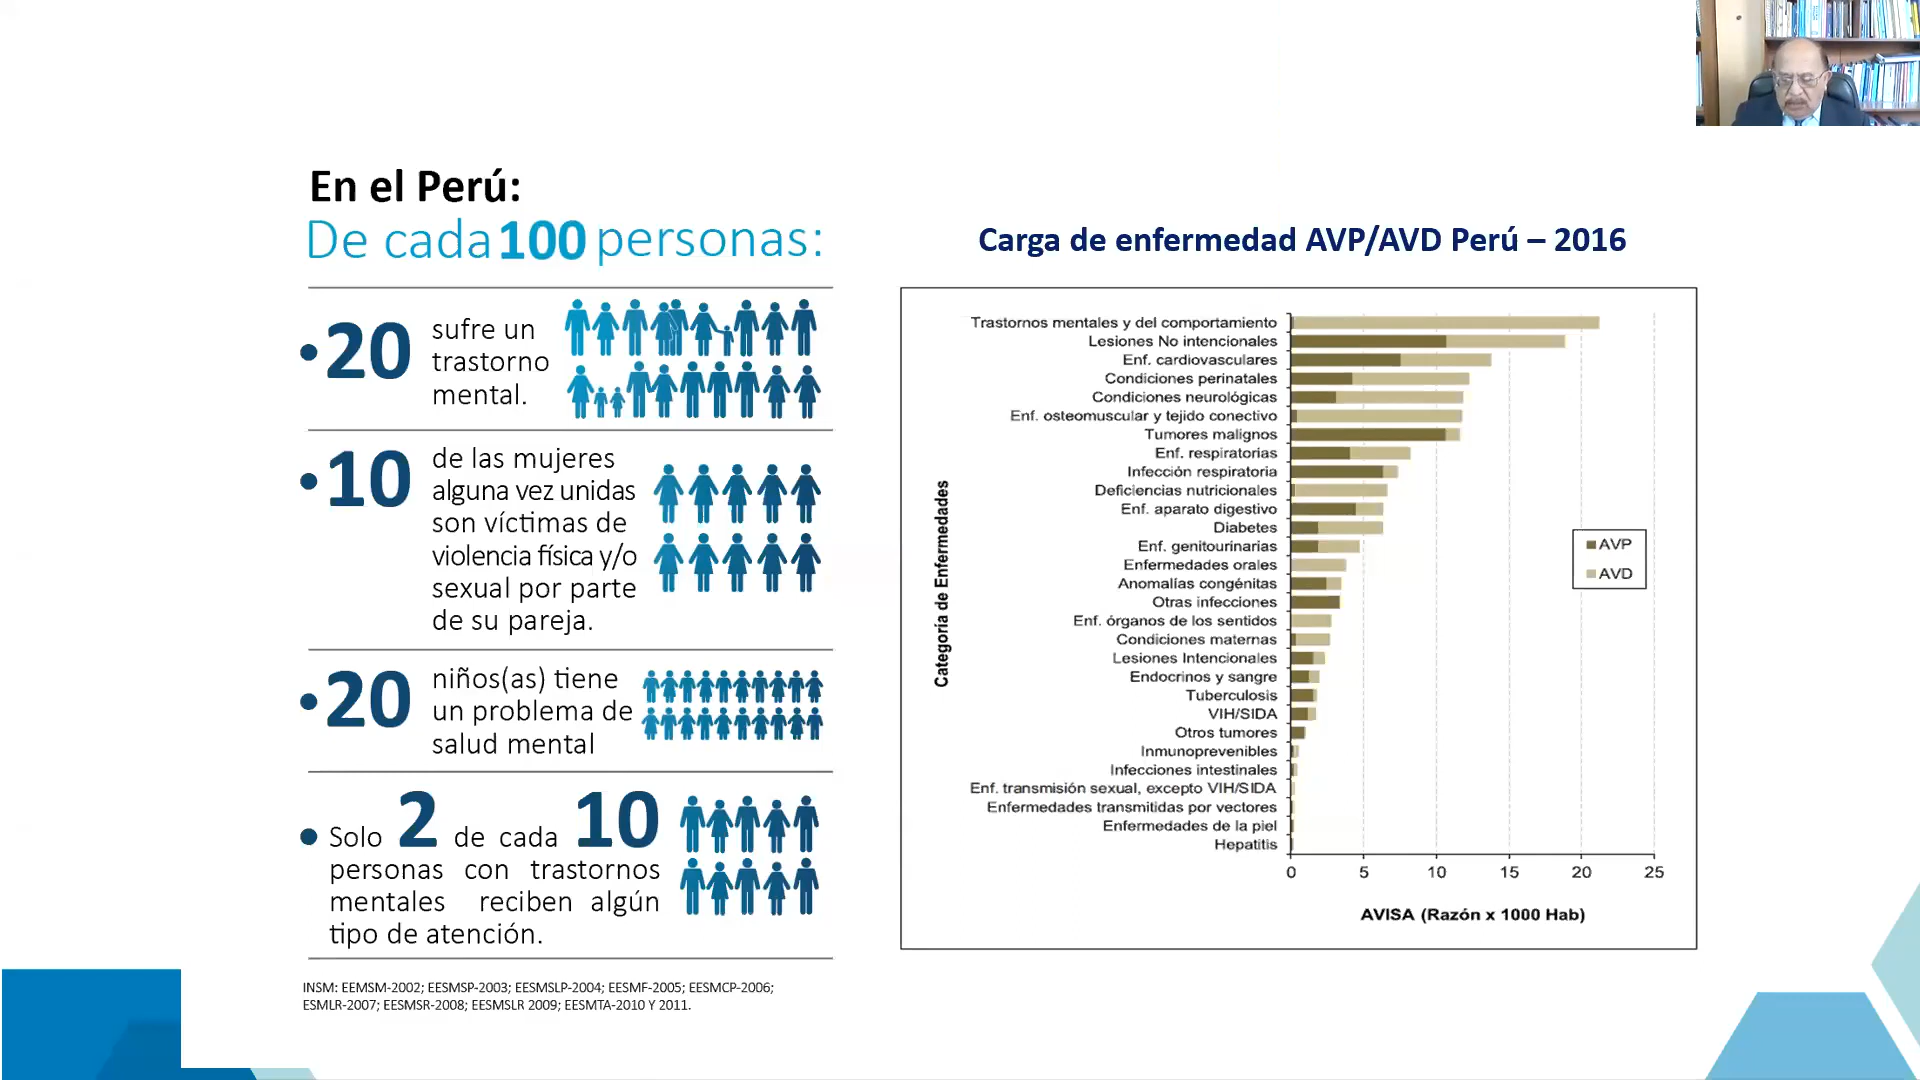 En el Perú:
De cada 100 personas:
•20 sufre un
trastorno
mental.
•10 de las mujeres
alguna vez unidas
son víctimas de
violencia física y/o
sexual por parte
de su pareja.
•20 niños(as) tiene
un problema de
salud mental
• Solo 2 de cada 10
personas con trastornos
mentales reciben algún
tipo de atención.
INSM: EEMSM-2002; EESMSP-2003; EESMSLP-2004; EESMF-2005; EESMCP-2006;
ESMLR-2007; EESMSR-2008; EESMSLR 2009; EESMTA-2010 Y 2011.
Carga de enfermedad AVP/AVD Perú – 2016
Categoría de Enfermedades
Trastornos mentales y del comportamiento
Lesiones No intencionales
Enf. cardiovasculares
Condiciones perinatales
Condiciones neurológicas
Enf. osteomuscular y tejido conectivo
Tumores malignos
Enf. respiratorias
Infección respiratoria
Deficiencias nutricionales
Enf. aparato digestivo
Diabetes
Enf. genitourinarias
Enfermedades orales
Anomalías congénitas
Otras infecciones
Enf. órganos de los sentidos
Condiciones maternas
Lesiones Intencionales
Endocrinos y sangre
Tuberculosis
VIH/SIDA
Otros tumores
Inmunoprevenibles
Infecciones intestinales
Enf. transmisión sexual, excepto VIH/SIDA
Enfermedades transmitidas por vectores
Enfermedades de la piel
Hepatitis
AVP
AVD
0 5 10 15 20 25
AVISA (Razón x 1000 Hab)